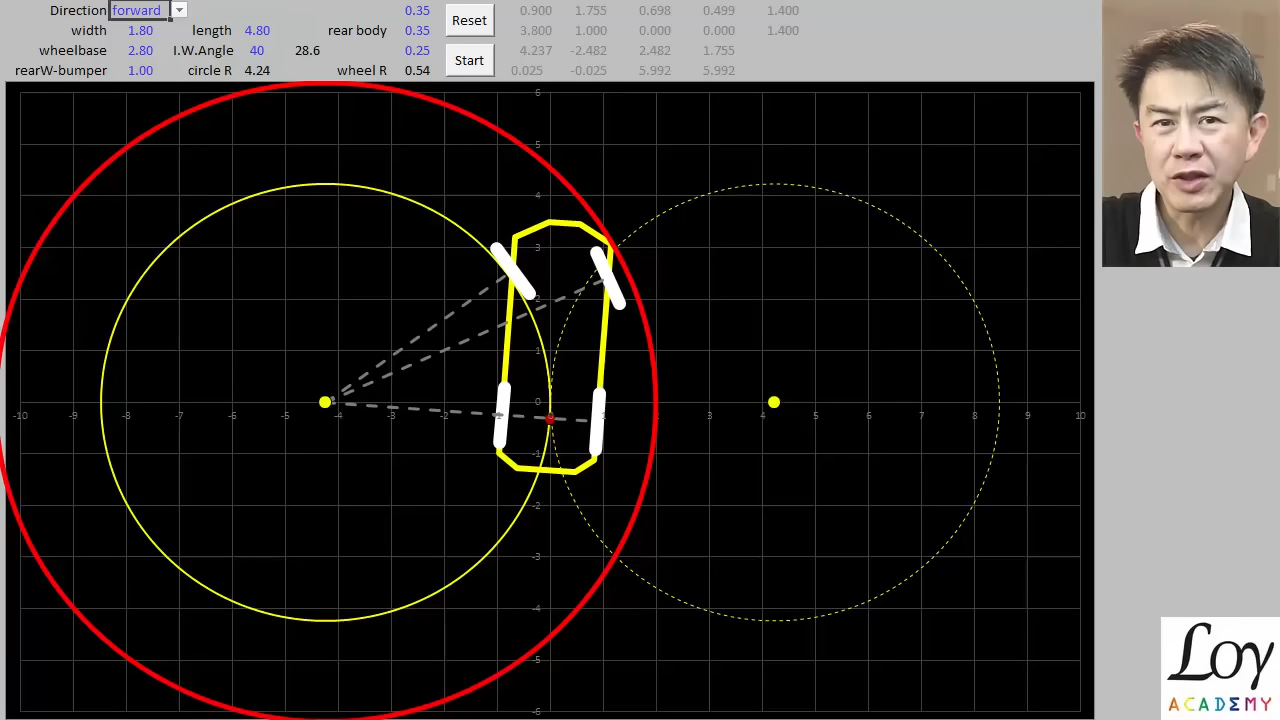 Direction forward 0.35 Reset 0.900 1.755 0.698 0.499 1.400
width 1.80 length 4.80 rear body 0.35 3.800 1.000 0.000 0.000 1.400
wheelbase 2.80 I.W.Angle 40 28.6 0.25 Start 4.237 -2.482 2.482 1.755
rearW-bumper 1.00 circle R 4.24 wheel R 0.54 0.025 -0.025 5.992 5.992
6
5
4
3
2
1
0
-10 -9 -8 -7 -6 -5 -4 -3 -2 -1 0 1 2 3 4 5 6 7 8 9 10
-1
-2
-3
-4
-5
-6
Loy
ACADEMY